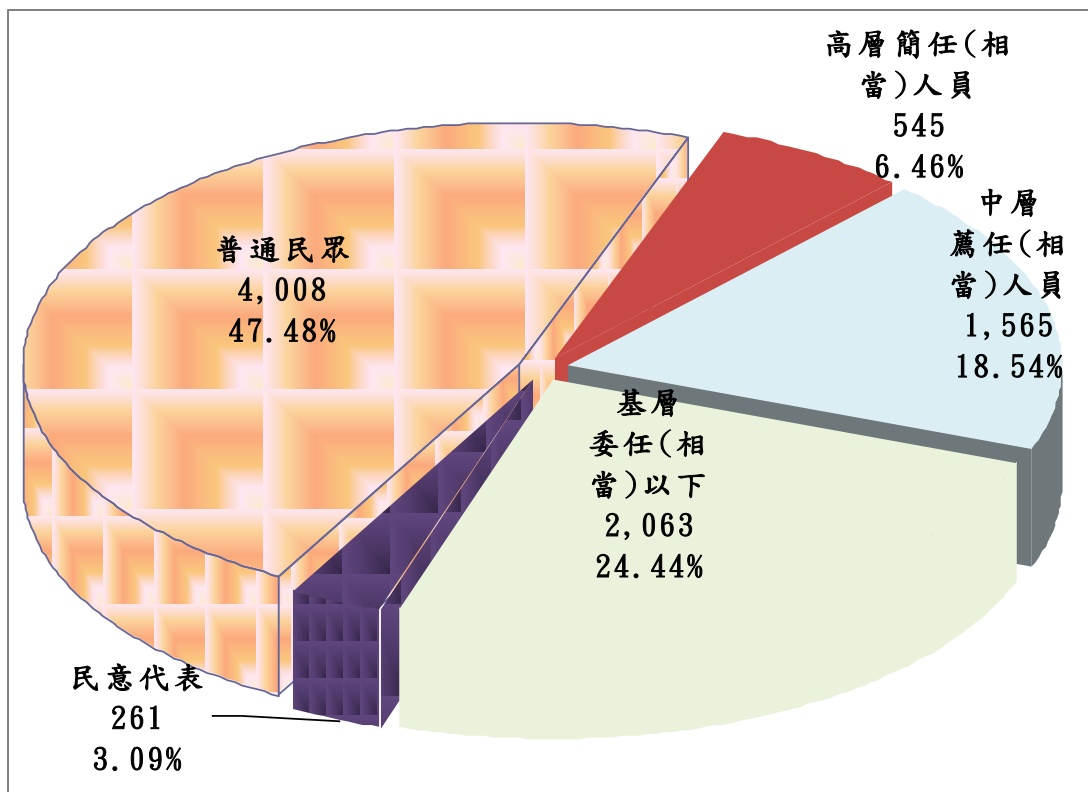 高層簡任(相
當)人員
545
6.46%
中層
薦任(相
當)人員
1,565
18.54%
普通民眾
4,008
47.48%
基層
委任(相
當)以下
2,063
24.44%
民意代表
261
3.09%